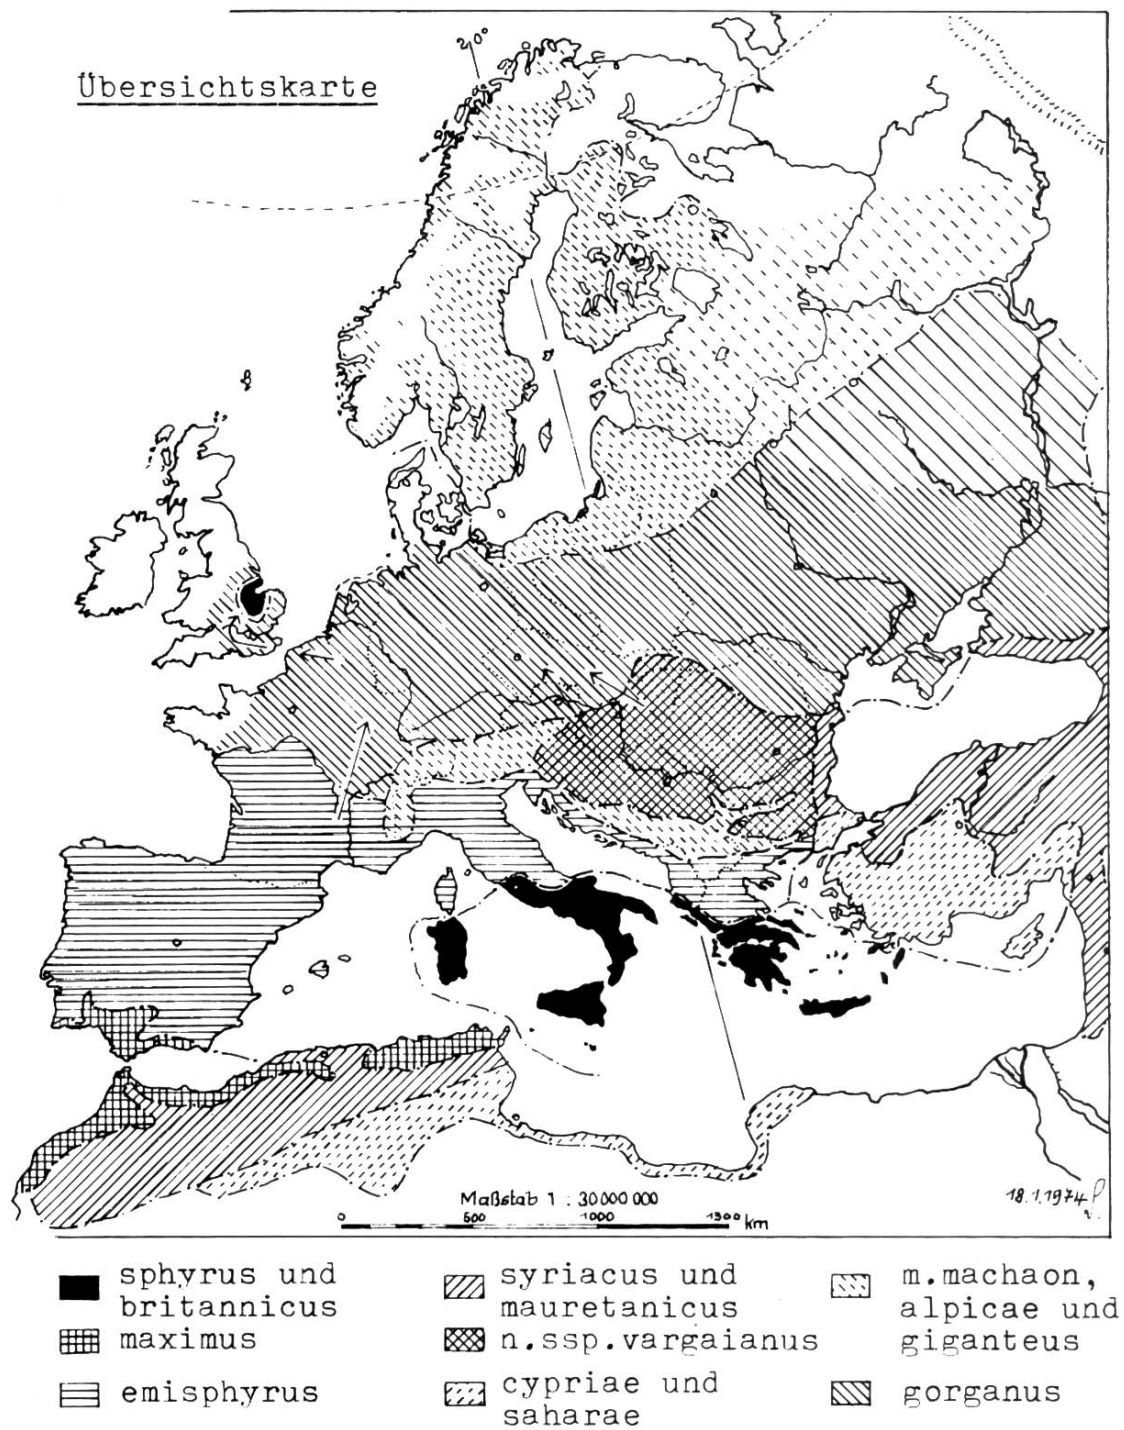 20°
Übersichtskarte
Maßstab 1 : 30 000 000
0 500 1000 1300 km
18.1.1974
sphyrus und
britannicus
maximus
emisphyrus
syriacus und
mauretanicus
n.ssp.vargaianus
cypriae und
saharae
m.machaon,
alpicae und
giganteus
gorganus